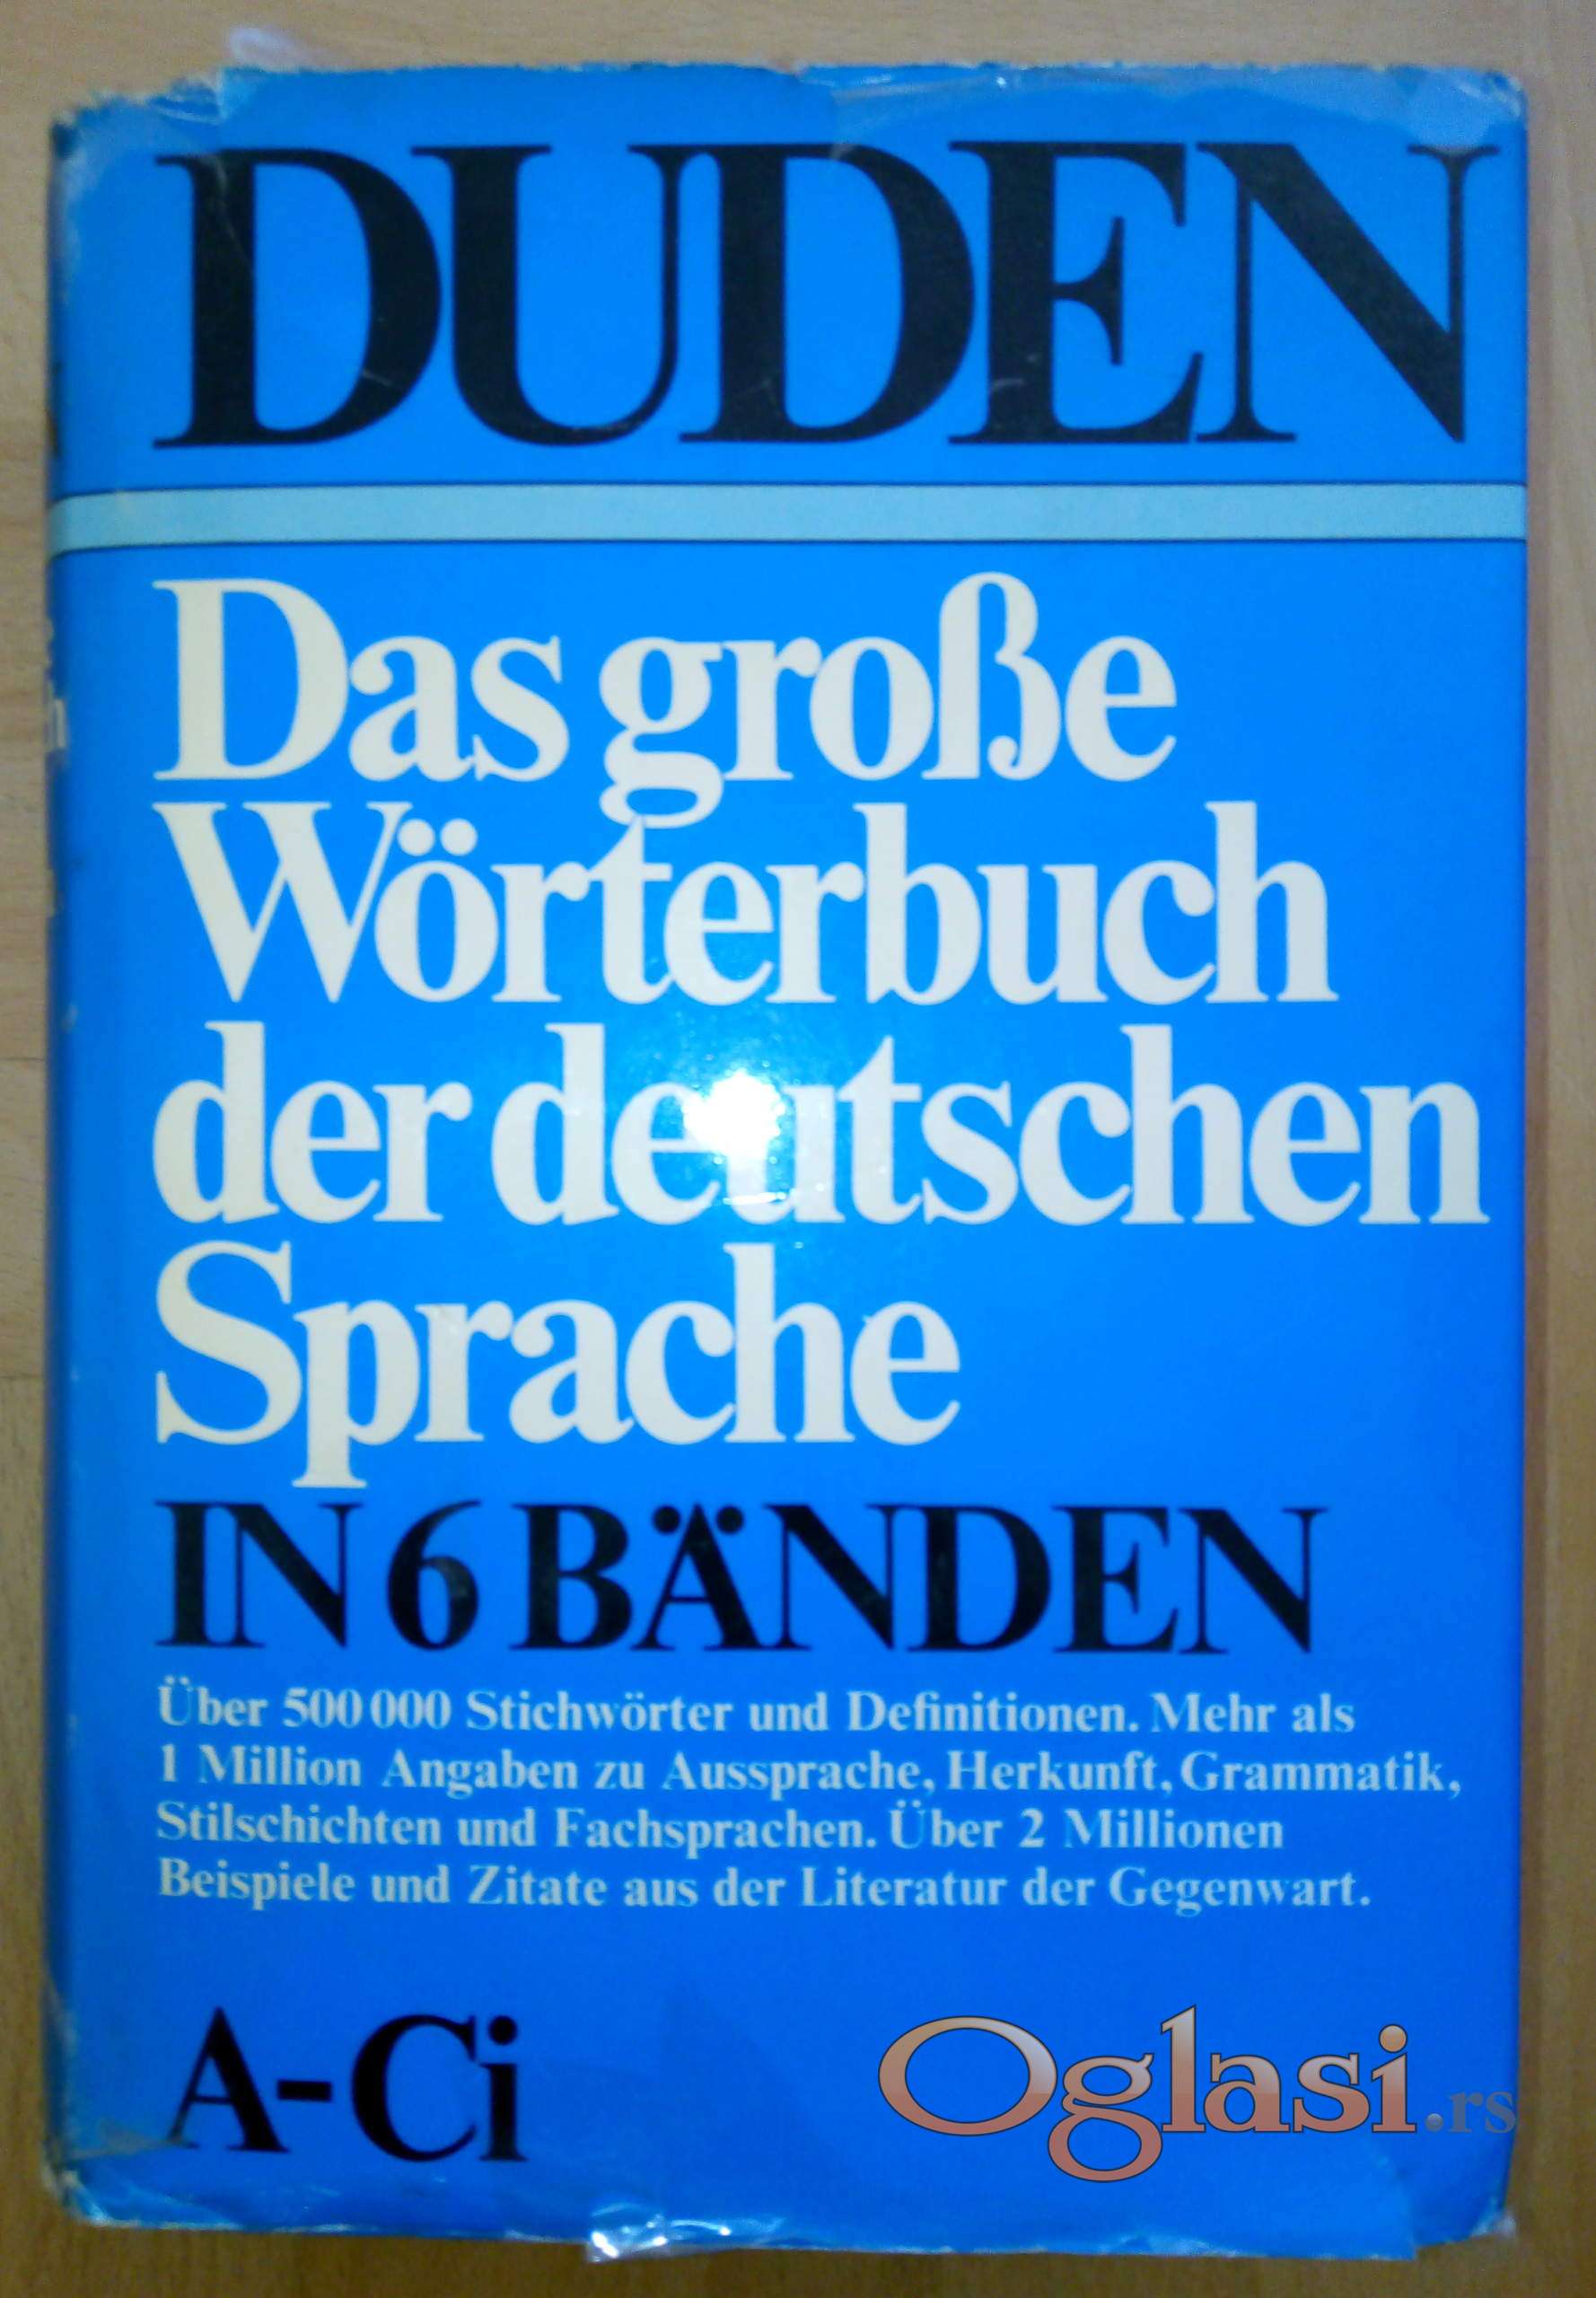 DUDEN
Das große
Wörterbuch
der deutschen
Sprache
IN 6 BÄNDEN
Über 500 000 Stichwörter und Definitionen. Mehr als
1 Million Angaben zu Aussprache, Herkunft, Grammatik,
Stilschichten und Fachsprachen. Über 2 Millionen
Beispiele und Zitate aus der Literatur der Gegenwart.
A-Ci
Oglasi.rs